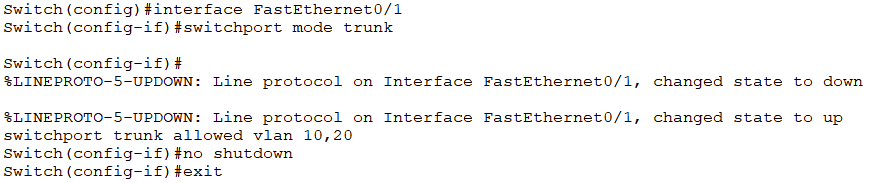 Switch(config)#interface FastEthernet0/1
Switch(config-if)#switchport mode trunk
Switch(config-if)#
%LINEPROTO-5-UPDOWN: Line protocol on Interface FastEthernet0/1, changed state to down
%LINEPROTO-5-UPDOWN: Line protocol on Interface FastEthernet0/1, changed state to up
switchport trunk allowed vlan 10,20
Switch(config-if)#no shutdown
Switch(config-if)#exit